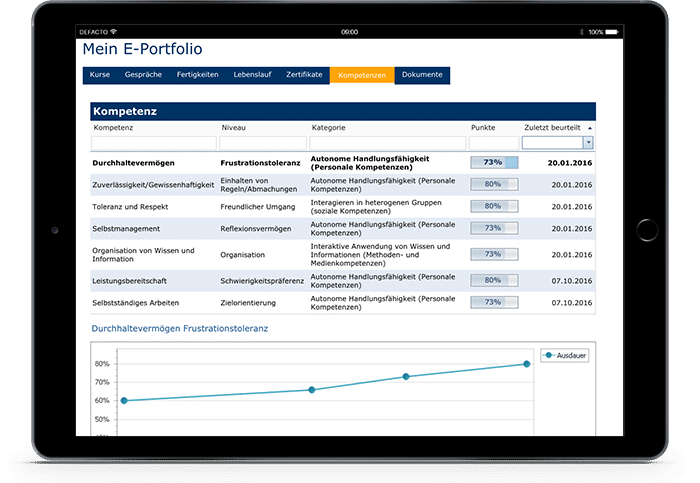 DEFACTO 09:00 100%
Mein E-Portfolio
Kurse Gespräche Fertigkeiten Lebenslauf Zertifikate Kompetenzen Dokumente
Kompetenz
Kompetenz Niveau Kategorie Punkte Zuletzt beurteilt
Durchhaltevermögen Frustrationstoleranz Autonome Handlungsfähigkeit (Personale Kompetenzen) 73% 20.01.2016
Zuverlässigkeit/Gewissenhaftigkeit Einhalten von Regeln/Abmachungen Autonome Handlungsfähigkeit (Personale Kompetenzen) 80% 20.01.2016
Toleranz und Respekt Freundlicher Umgang Interagieren in heterogenen Gruppen (soziale Kompetenzen) 80% 20.01.2016
Selbstmanagement Reflexionsvermögen Autonome Handlungsfähigkeit (Personale Kompetenzen) 73% 20.01.2016
Organisation von Wissen und Information Organisation Interaktive Anwendung von Wissen und Informationen (Methoden- und Medienkompetenzen) 73% 20.01.2016
Leistungsbereitschaft Schwierigkeitspräferenz Autonome Handlungsfähigkeit (Personale Kompetenzen) 80% 07.10.2016
Selbstständiges Arbeiten Zielorientierung Autonome Handlungsfähigkeit (Personale Kompetenzen) 73% 07.10.2016
Durchhaltevermögen Frustrationstoleranz
Ausdauer
80%
70%
60%
50%